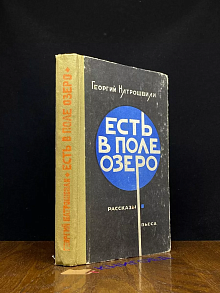 ГЕОРГИЙ НАТРОШВИЛИ
ЕСТЬ
В ПОЛЕ
ОЗЕРО
РАССКАЗЫ
ПЬЕСА
ГЕОРГИЙ НАТРОШВИЛИ ★ ЕСТЬ В ПОЛЕ ОЗЕРО ★